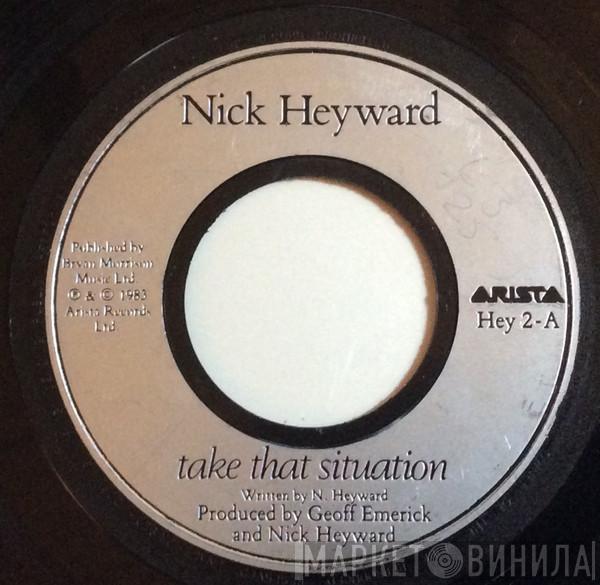 Nick Heyward
Published by
Bryan Morrison
Music Ltd.
℗ & © 1983
Arista Records
Ltd.
ARISTA
Hey 2-A
take that situation
Written by N. Heyward
Produced by Geoff Emerick
and Nick Heyward
МАРКЕТ ВИНИЛА